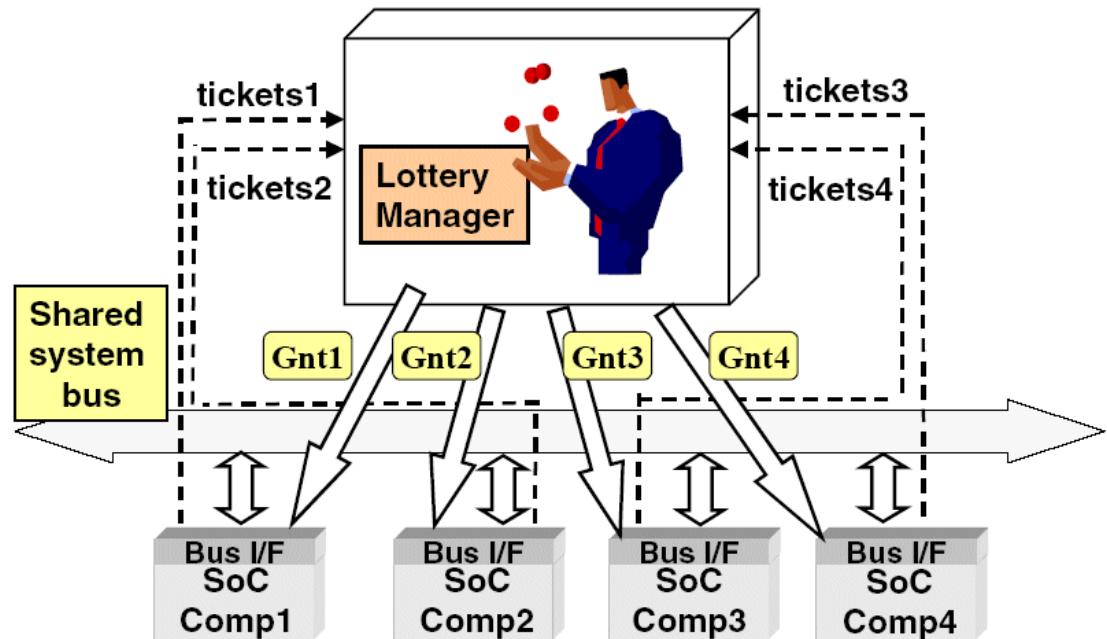 tickets1
tickets3
tickets2
tickets4
Lottery
Manager
Shared
system
bus
Gnt1
Gnt2
Gnt3
Gnt4
Bus I/F
SoC
Comp1
Bus I/F
SoC
Comp2
Bus I/F
SoC
Comp3
Bus I/F
SoC
Comp4